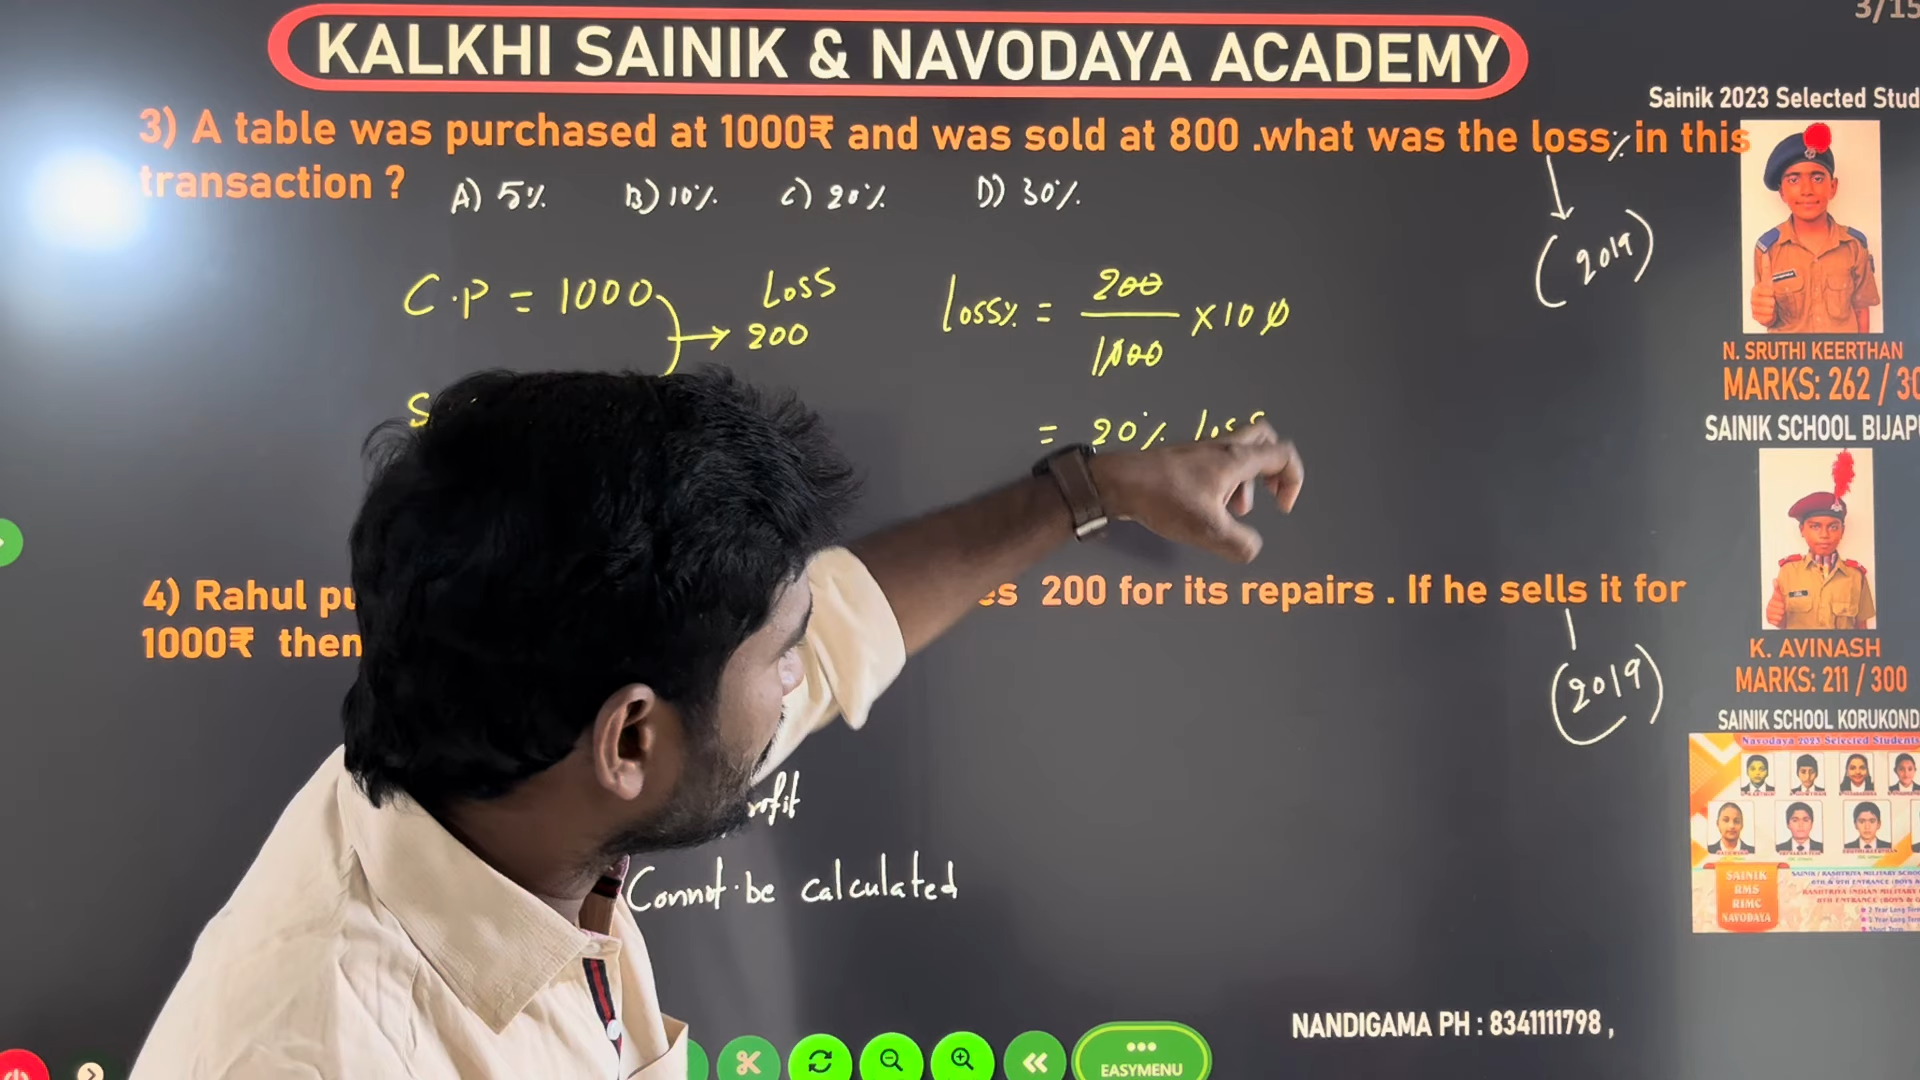 3/15
KALKHI SAINIK & NAVODAYA ACADEMY
Sainik 2023 Selected Stud
3) A table was purchased at 1000₹ and was sold at 800 .what was the loss% in this
transaction ?
A) 5% B) 10% C) 20% D) 30%
(2019)
C.P = 1000 Loss
200
S
Loss% = 200/1000 × 100
= 20% loss
N. SRUTHI KEERTHAN
MARKS: 262 / 30
SAINIK SCHOOL BIJAPU
4) Rahul pu es 200 for its repairs . If he sells it for
1000₹ then
(2019)
K. AVINASH
MARKS: 211 / 300
SAINIK SCHOOL KORUKOND
Navodaya 2023 Selected Students
rofit
Cannot be calculated
SAINIK
RMS
RIMC
NAVODAYA
NANDIGAMA PH : 8341111798 ,
EASYMENU